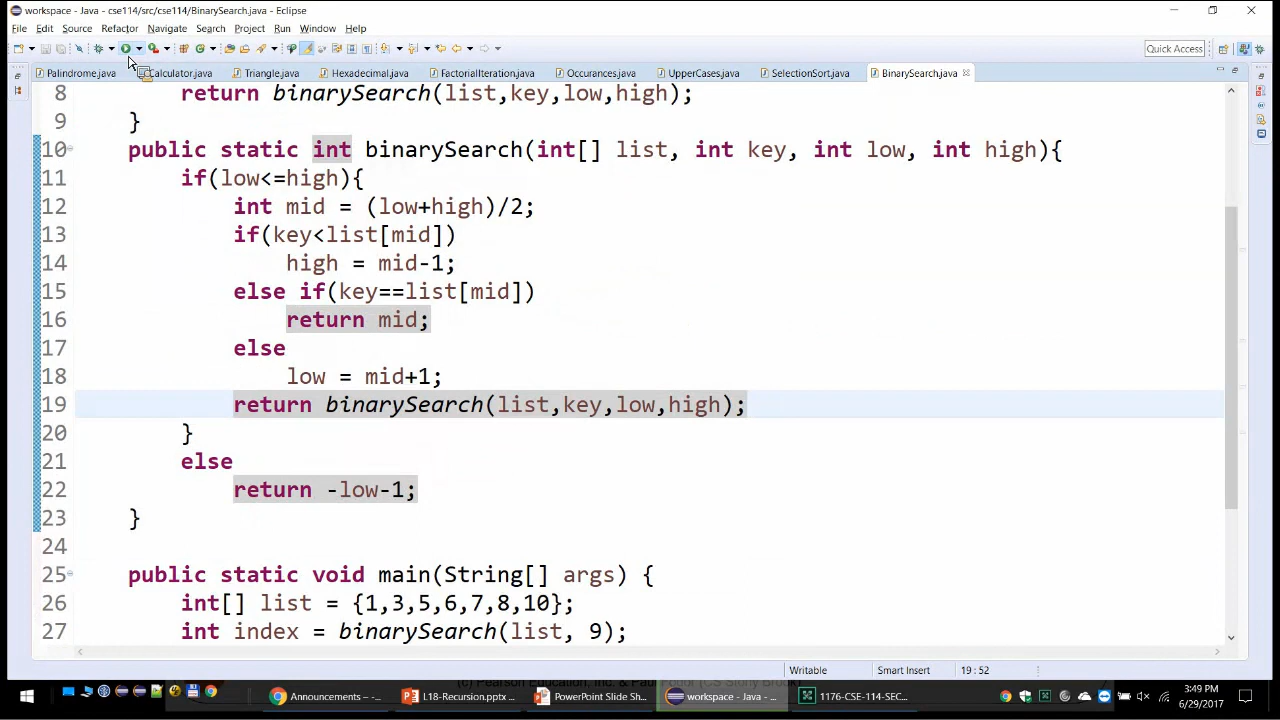 workspace - Java - cse114/src/cse114/BinarySearch.java - Eclipse
File Edit Source Refactor Navigate Search Project Run Window Help
Quick Access
Palindrome.java Calculator.java Triangle.java Hexadecimal.java FactorialIteration.java Occurances.java UpperCases.java SelectionSort.java BinarySearch.java
8 return binarySearch(list,key,low,high);
9 }
10 public static int binarySearch(int[] list, int key, int low, int high){
11 if(low<=high){
12 int mid = (low+high)/2;
13 if(key<list[mid])
14 high = mid-1;
15 else if(key==list[mid])
16 return mid;
17 else
18 low = mid+1;
19 return binarySearch(list,key,low,high);
20 }
21 else
22 return -low-1;
23 }
24
25 public static void main(String[] args) {
26 int[] list = {1,3,5,6,7,8,10};
27 int index = binarySearch(list, 9);
Writable Smart Insert 19 : 52
Announcements – ... L18-Recursion.pptx ... PowerPoint Slide Sh... workspace - Java - ... 1176-CSE-114-SEC...
3:49 PM
6/29/2017